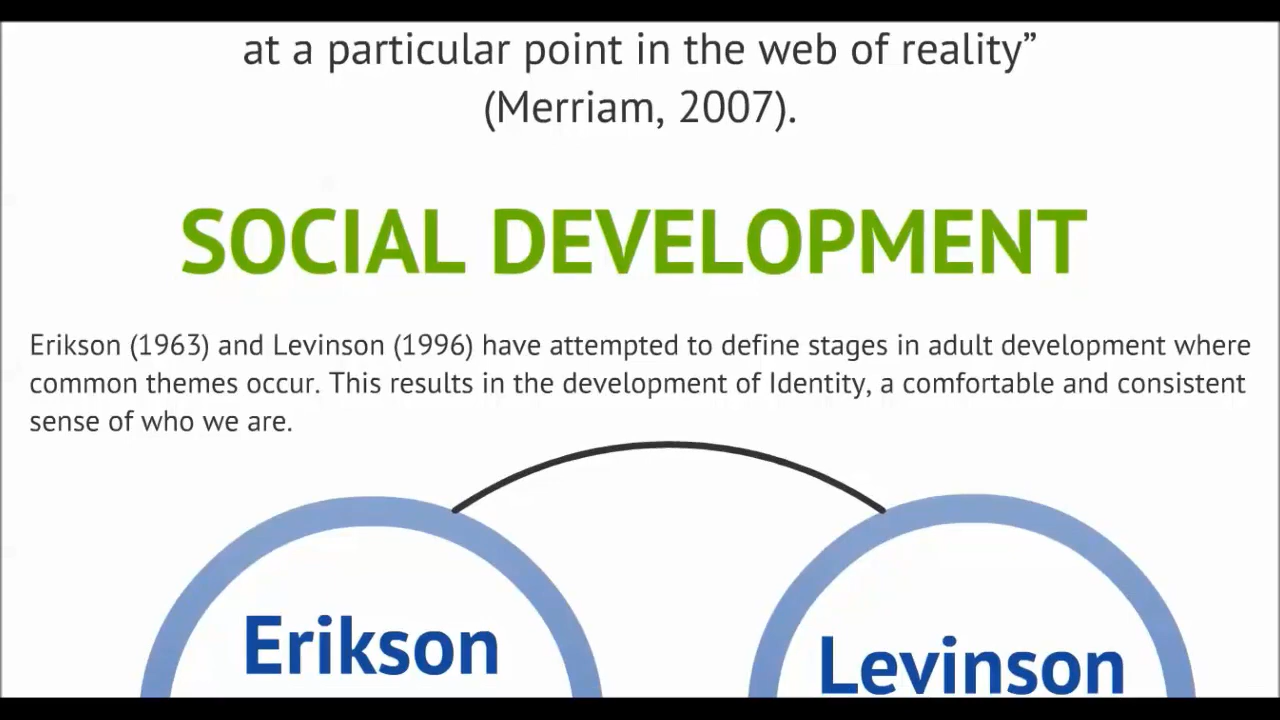 at a particular point in the web of reality”
(Merriam, 2007).
SOCIAL DEVELOPMENT
Erikson (1963) and Levinson (1996) have attempted to define stages in adult development where
common themes occur. This results in the development of Identity, a comfortable and consistent
sense of who we are.
Erikson
Levinson